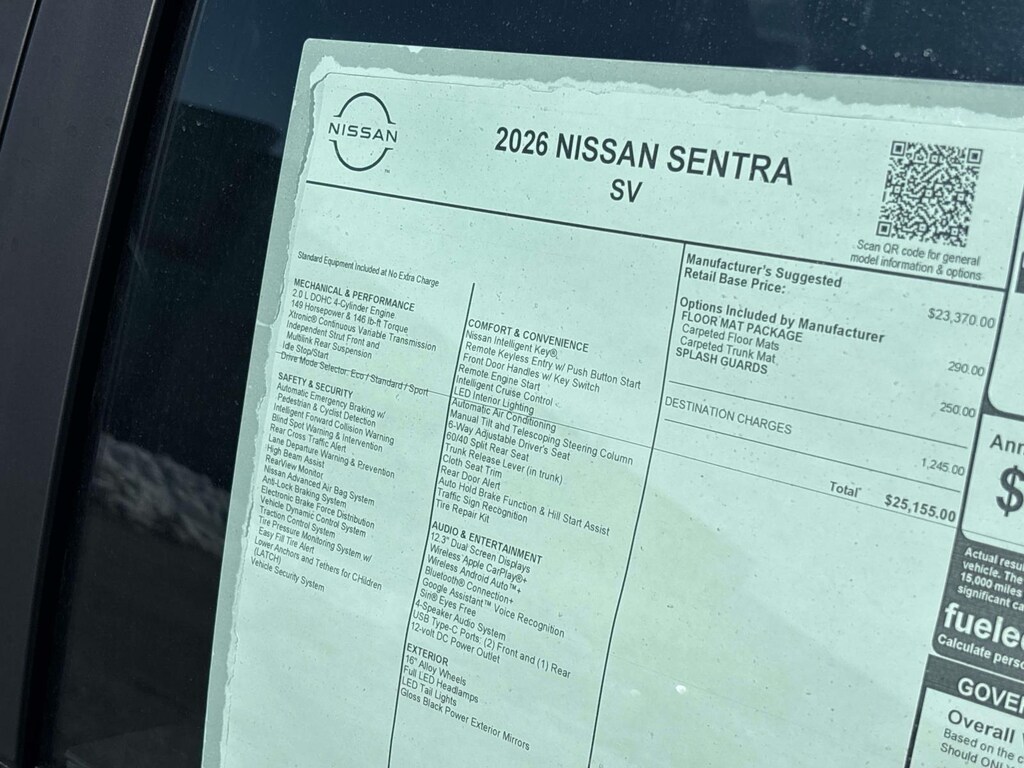 NISSAN
2026 NISSAN SENTRA
SV
Scan QR code for general
model information & options
Standard Equipment Included at No Extra Charge
MECHANICAL & PERFORMANCE
2.0 L DOHC 4-Cylinder Engine
149 Horsepower & 146 lb-ft Torque
Xtronic® Continuous Variable Transmission
Independent Strut Front and
Multilink Rear Suspension
Idle Stop/Start
Drive Mode Selector: Eco / Standard / Sport
SAFETY & SECURITY
Automatic Emergency Braking w/
Pedestrian & Cyclist Detection
Intelligent Forward Collision Warning
Blind Spot Warning & Intervention
Rear Cross Traffic Alert
Lane Departure Warning & Prevention
High Beam Assist
RearView Monitor
Nissan Advanced Air Bag System
Anti-Lock Braking System
Electronic Brake Force Distribution
Vehicle Dynamic Control System
Traction Control System
Tire Pressure Monitoring System w/
Easy Fill Tire Alert
Lower Anchors and Tethers for CHildren
(LATCH)
Vehicle Security System
COMFORT & CONVENIENCE
Nissan Intelligent Key®,
Remote Keyless Entry w/ Push Button Start
Front Door Handles w/ Key Switch
Remote Engine Start
Intelligent Cruise Control
LED Interior Lighting
Automatic Air Conditioning
Manual Tilt and Telescoping Steering Column
6-Way Adjustable Driver's Seat
60/40 Split Rear Seat
Trunk Release Lever (in trunk)
Cloth Seat Trim
Rear Door Alert
Auto Hold Brake Function & Hill Start Assist
Traffic Sign Recognition
Tire Repair Kit
AUDIO & ENTERTAINMENT
12.3" Dual Screen Displays
Wireless Apple CarPlay®+
Wireless Android Auto™+
Bluetooth® Connection+
Google Assistant™ Voice Recognition
Siri® Eyes Free
4-Speaker Audio System
USB Type-C Ports: (2) Front and (1) Rear
12-volt DC Power Outlet
EXTERIOR
16" Alloy Wheels
Full LED Headlamps
LED Tail Lights
Gloss Black Power Exterior Mirrors
Manufacturer's Suggested
Retail Base Price: $23,370.00
Options Included by Manufacturer
FLOOR MAT PACKAGE 290.00
Carpeted Floor Mats
Carpeted Trunk Mat
SPLASH GUARDS 250.00
DESTINATION CHARGES 1,245.00
Total* $25,155.00
Ann
$
Actual resu
vehicle. The
15,000 miles
significant ca
fuele
Calculate perso
GOVE
Overall
Based on the c
Should ONL